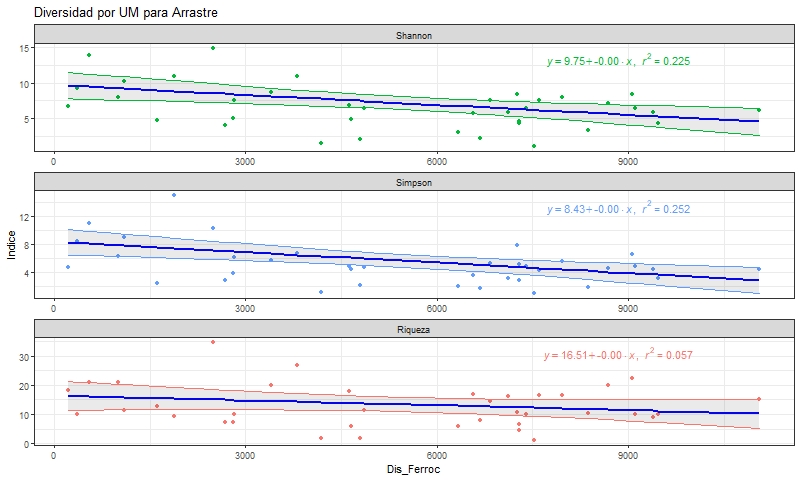 Diversidad por UM para Arrastre
Shannon
15
10
5
y = 9.75+-0.00 · x, r² = 0.225
0 3000 6000 9000
Simpson
12
8
4
y = 8.43+-0.00 · x, r² = 0.252
0 3000 6000 9000
Indice
Riqueza
30
20
10
0
y = 16.51+-0.00 · x, r² = 0.057
0 3000 6000 9000
Dis_Ferroc